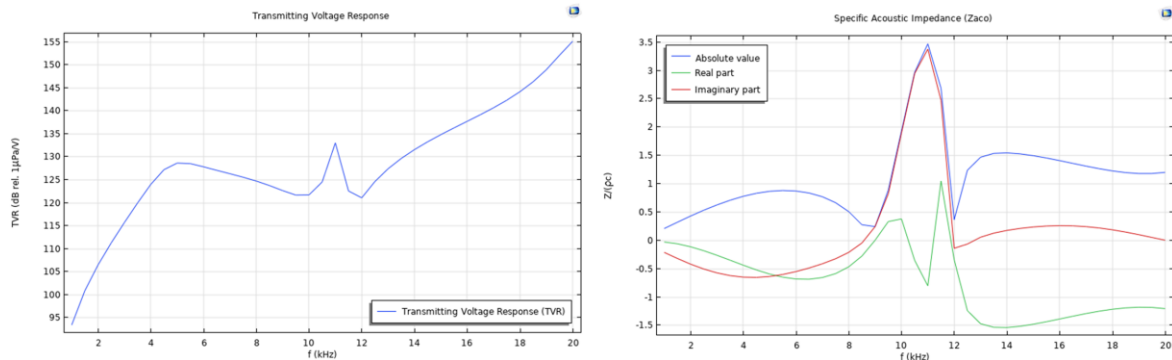 Transmitting Voltage Response
155
150
145
140
135
130
125
120
115
110
105
100
95
TVR (dB rel. 1μPa/V)
2 4 6 8 10 12 14 16 18 20
f (kHz)
Transmitting Voltage Response (TVR)
Specific Acoustic Impedance (Zaco)
Absolute value
Real part
Imaginary part
3.5
3
2.5
2
1.5
1
0.5
0
-0.5
-1
-1.5
Z/(ρc)
2 4 6 8 10 12 14 16 18 20
f (kHz)